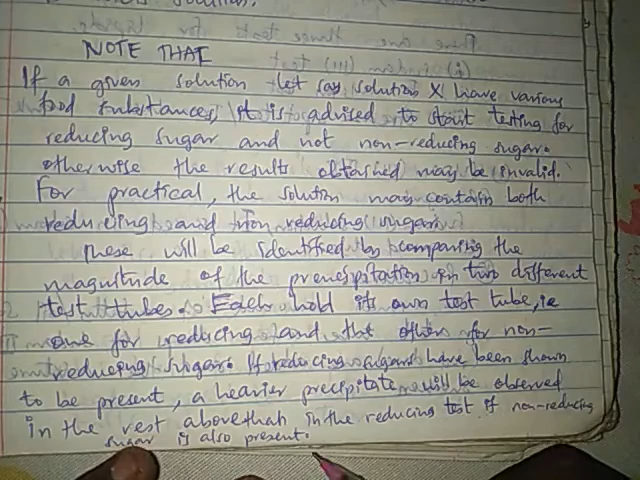 solution.
NOTE THAT
If a given solution let say solution X have various
food substances, it is advised to start testing for
reducing sugar and not non-reducing sugar.
otherwise the results obtained may be invalid.
For practical, the solution may contain both
reducing and non reducing sugars.
These will be identified by comparing the
magnitude of the precipitation in two different
test tubes. Each hold its own test tube, ie
one for reducing and the other for non-
reducing sugar. If reducing sugars have been shown
to be present, a heavier precipitate will be observed
in the rest above than in the reducing test if non-reducing
sugar is also present.